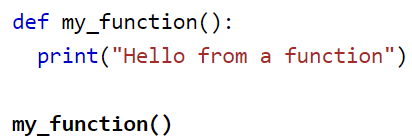 def my_function():
  print("Hello from a function")

my_function()